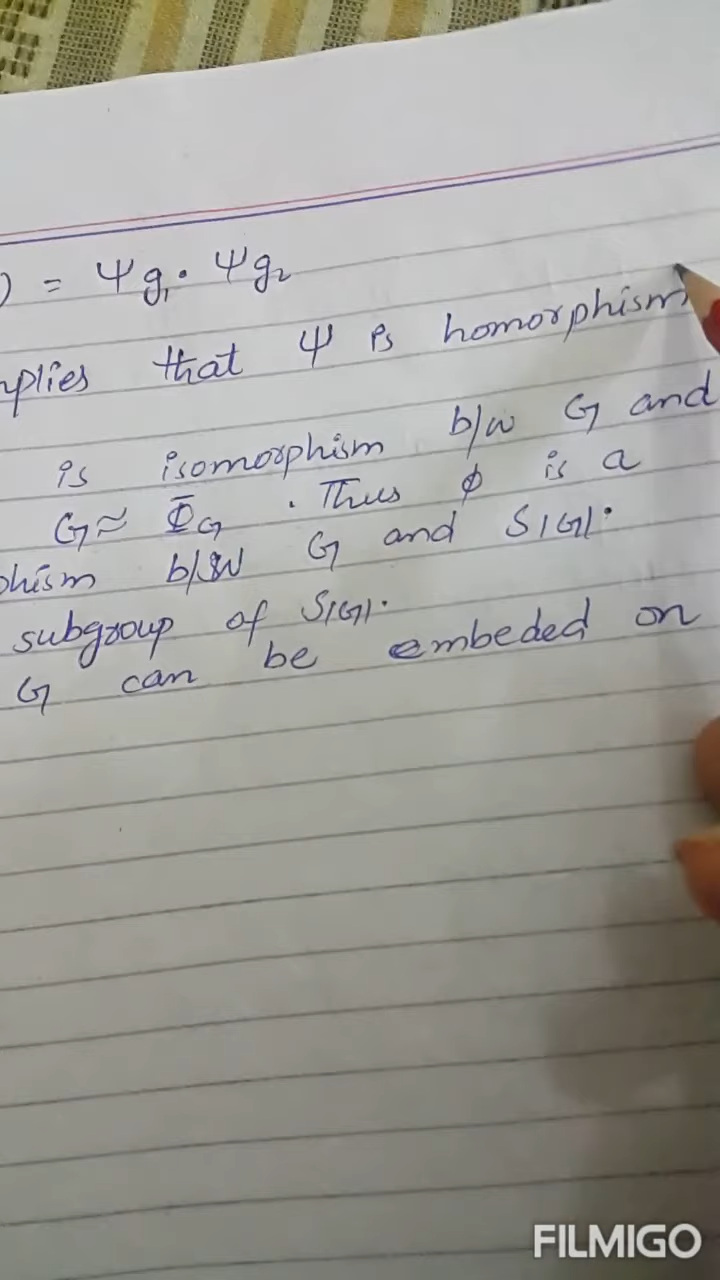 ) = Ψg₁ · Ψg₂
mplies that Ψ is homorphism
is isomorphism b/w G and
G ≈ Φ̄G . Thus φ is a
phism b/w G and S|G|.
subgroup of S|G|.
G can be embeded on
FILMIGO